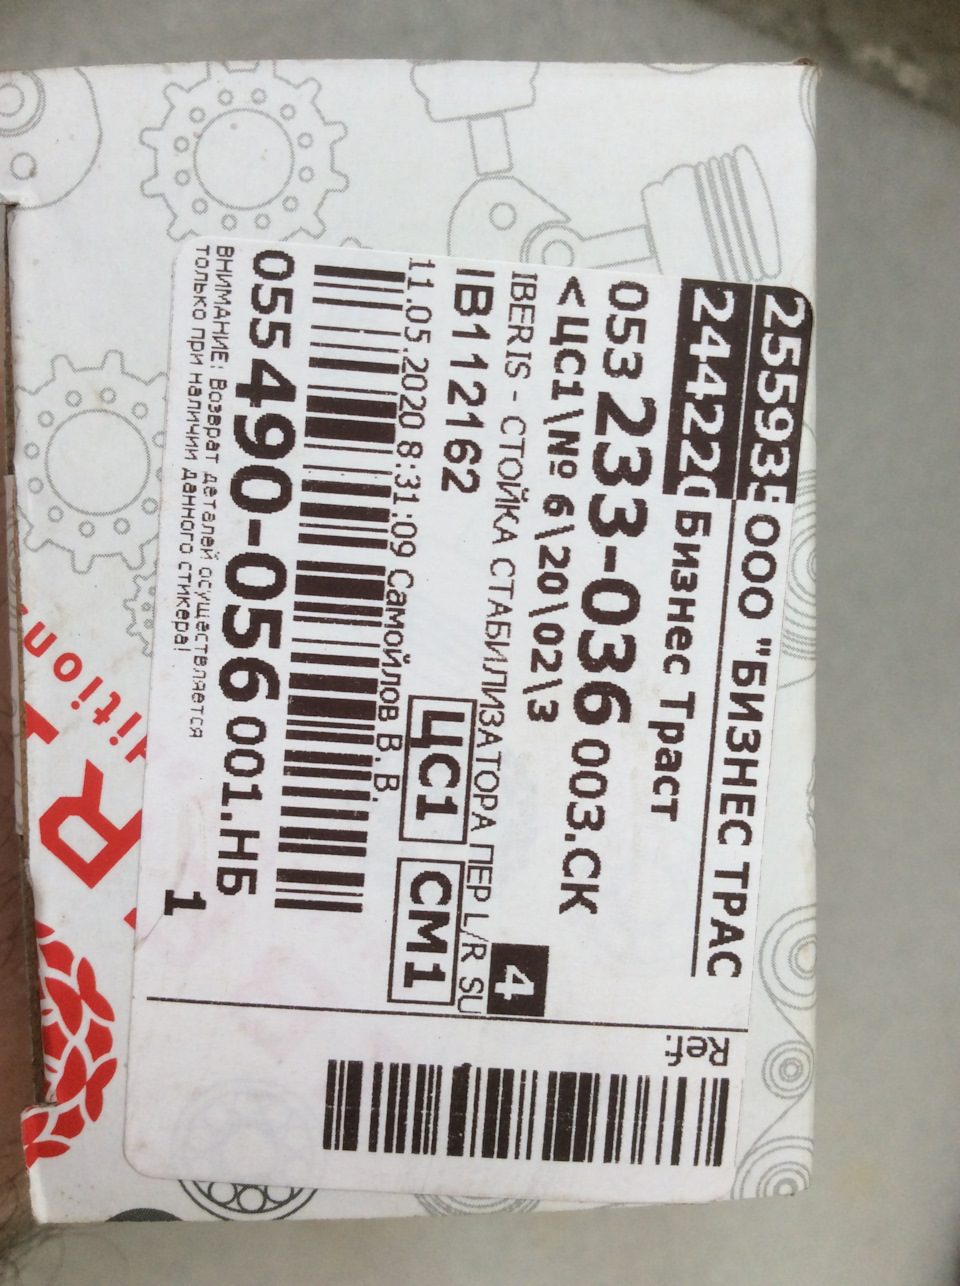 25593
ООО "БИЗНЕС ТРАС
244220
Бизнес Траст
053 233-036 003.СК
<ЦС1\№ 6\20\02\3
4
IBERIS - СТОЙКА СТАБИЛИЗАТОРА ПЕР L/R SU
IB112162
ЦС1
СМ1
11.05.2020 8:31:09 Самойлов В. В.
055 490-056 001.НБ
ВНИМАНИЕ: Возврат деталей осуществляется
только при наличии данного стикера!
1
Ref.